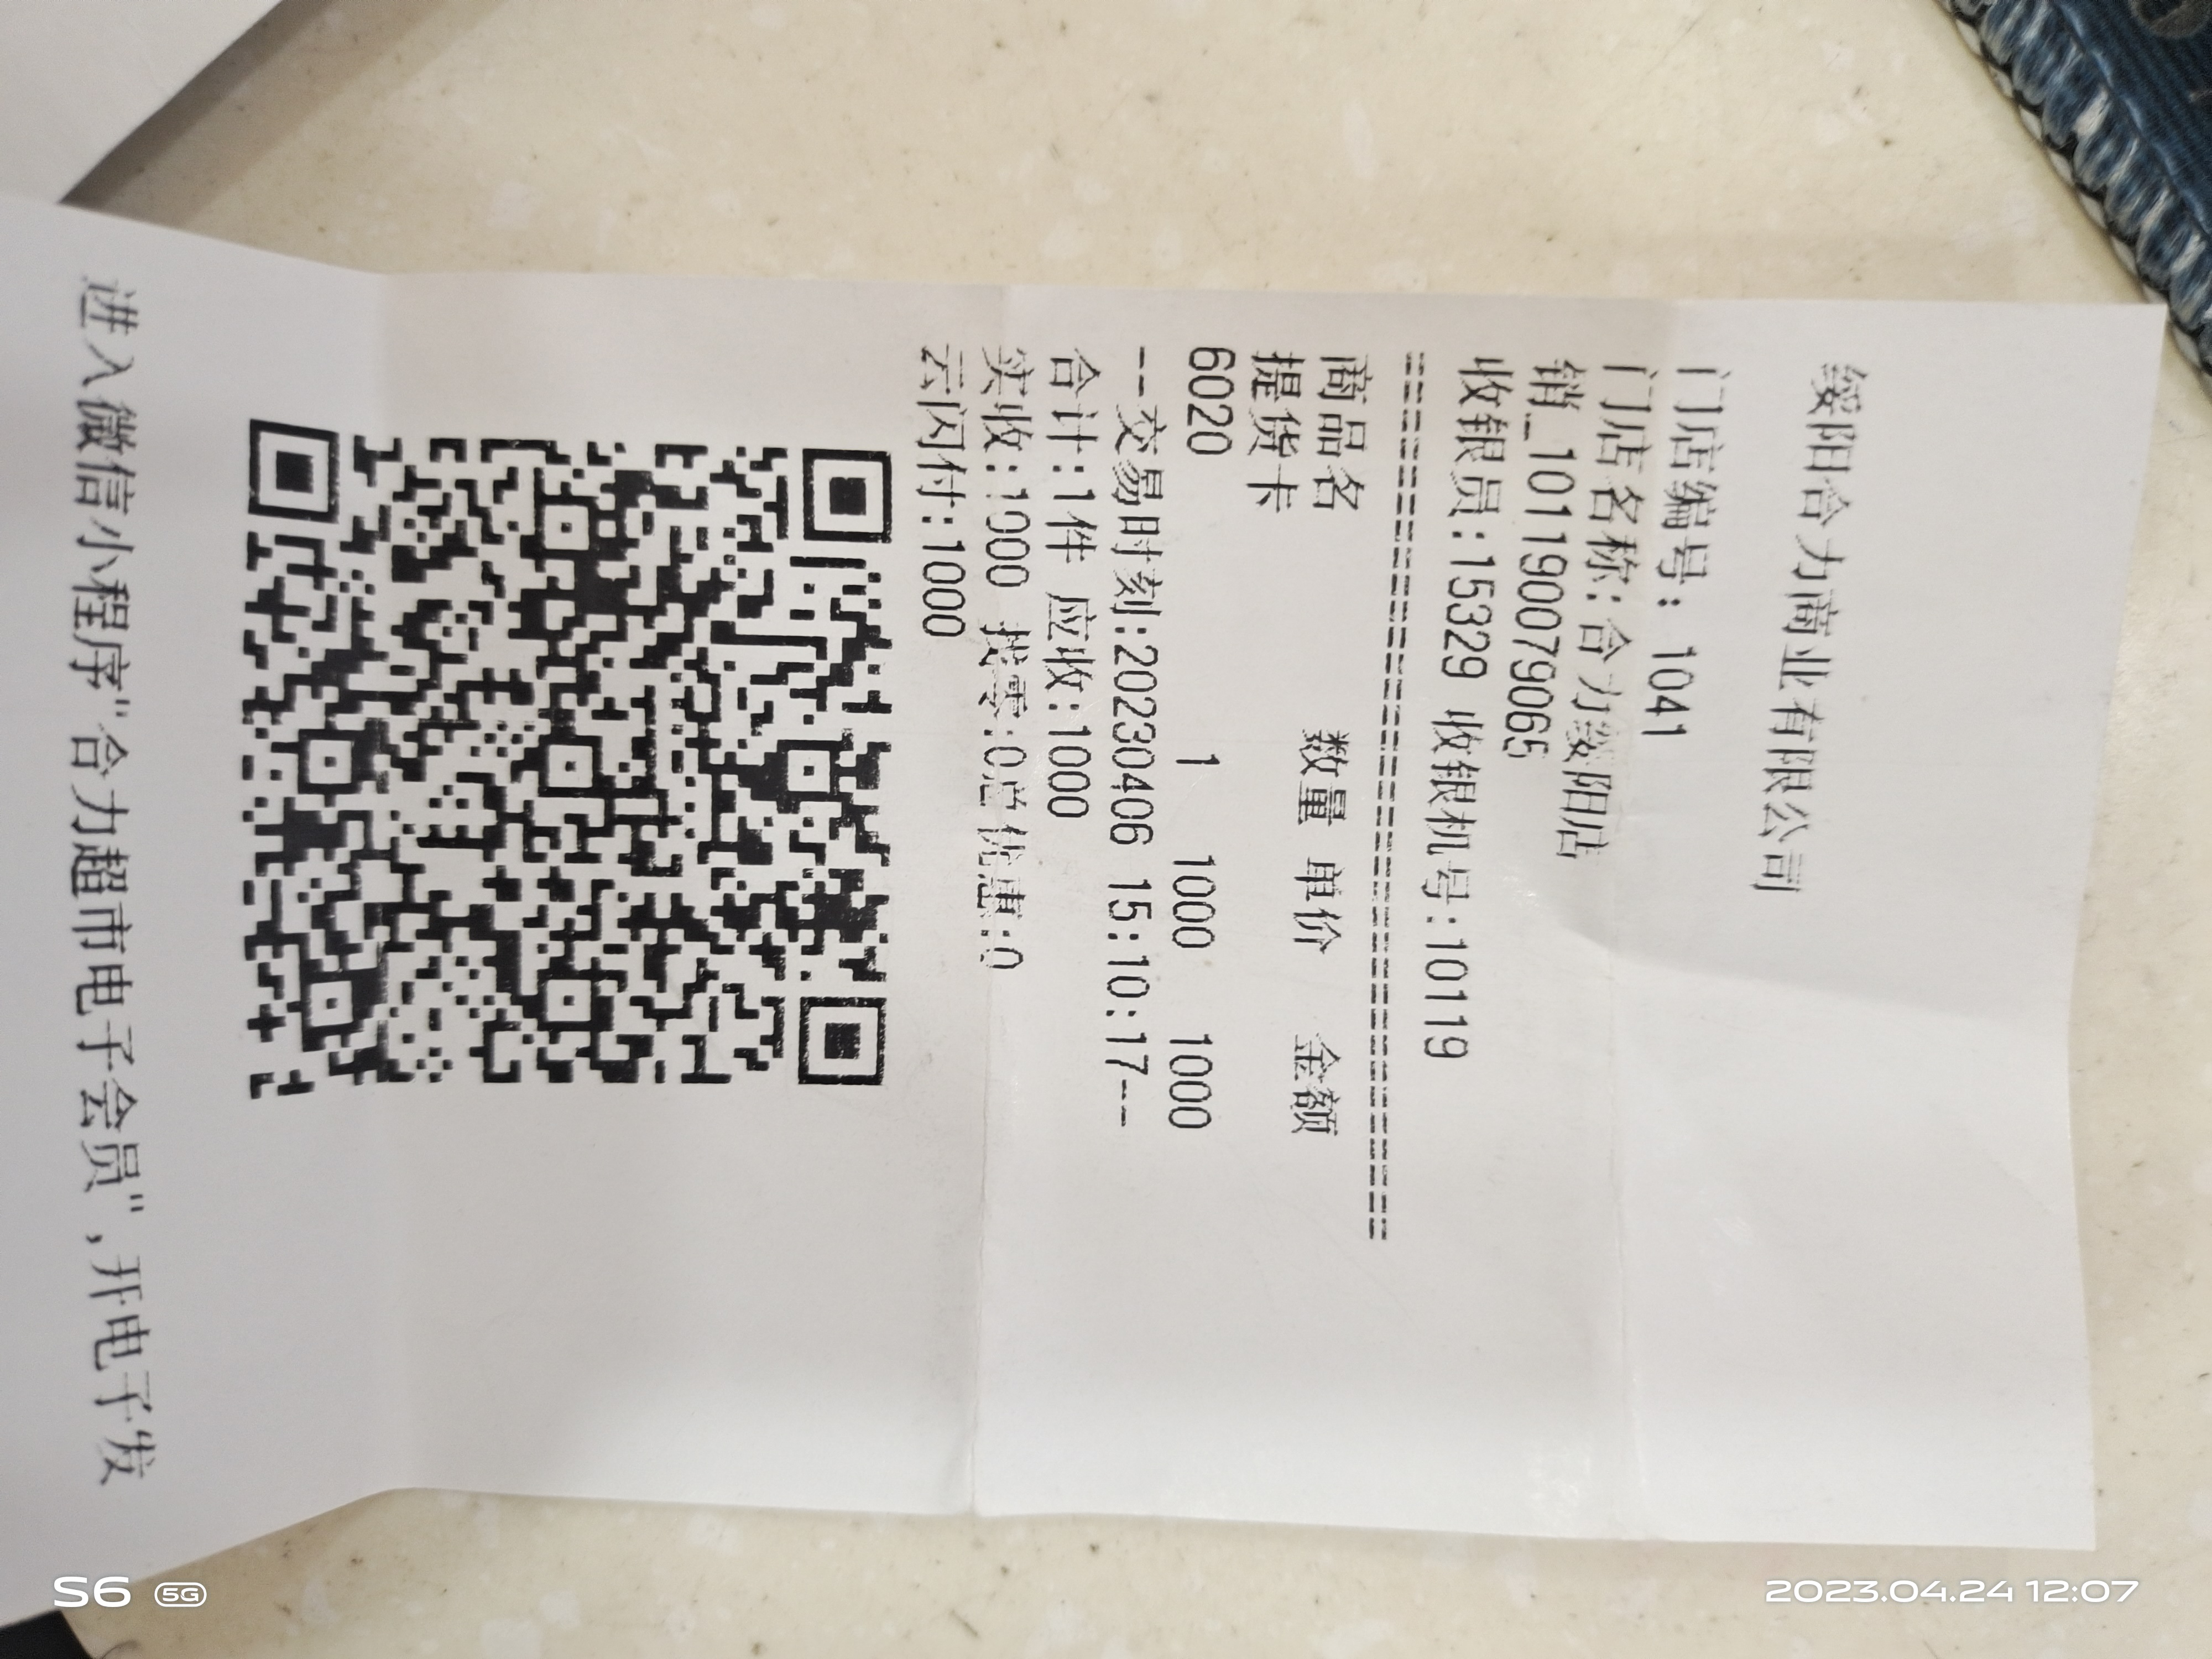 绥阳合力商业有限公司
门店编号: 1041
门店名称: 合力绥阳店
销_101190079065
收银员:15329 收银机号:10119
==========================================
商品名 数量 单价 金额
提货卡
6020 1 1000 1000
--交易时刻:20230406 15:10:17--
合计:1件 应收:1000
实收:1000 找零:0总优惠:0
云闪付:1000
进入微信小程序"合力超市电子会员",开电子发
S6 5G
2023.04.24 12:07